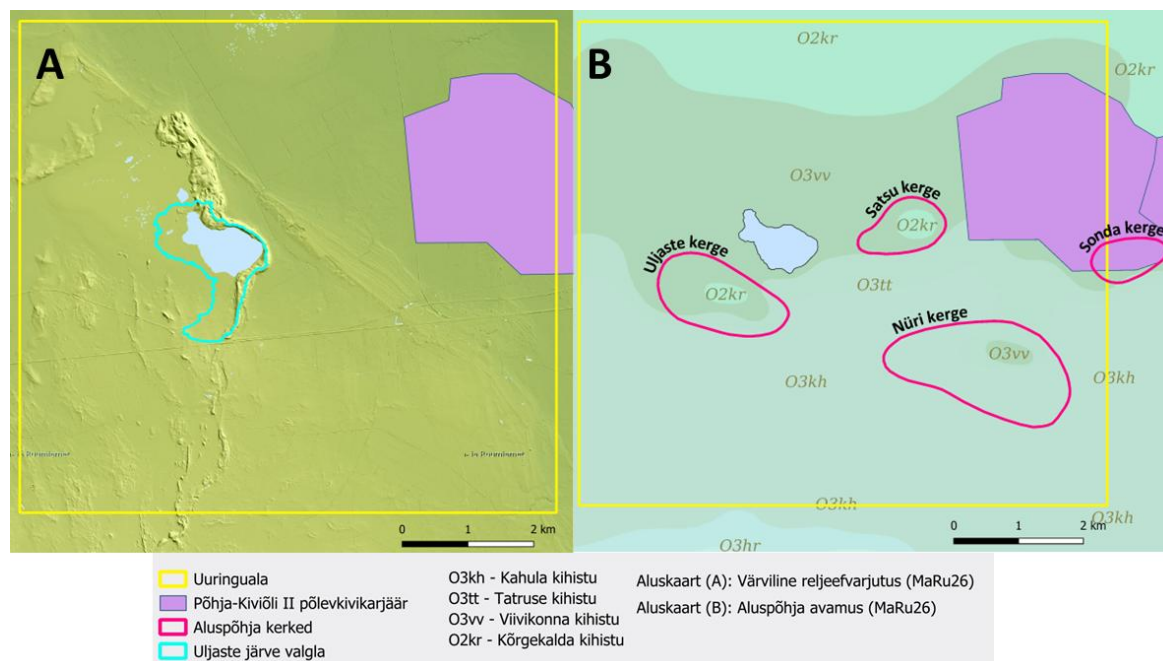 A
0 1 2 km
B
O2kr
O2kr
O3vv
Satsu kerge
O2kr
Sonda kerge
Uljaste kerge
O3tt
O2kr
Nüri kerge
O3vv
O3kh
O3kh
O3kh
O3kh
O3hr
0 1 2 km
Uuringuala
Põhja-Kiviõli II põlevkivikarjäär
Aluspõhja kerked
Uljaste järve valgla
O3kh - Kahula kihistu
O3tt - Tatruse kihistu
O3vv - Viivikonna kihistu
O2kr - Kõrgekalda kihistu
Aluskaart (A): Värviline reljeefvarjutus (MaRu26)
Aluskaart (B): Aluspõhja avamus (MaRu26)